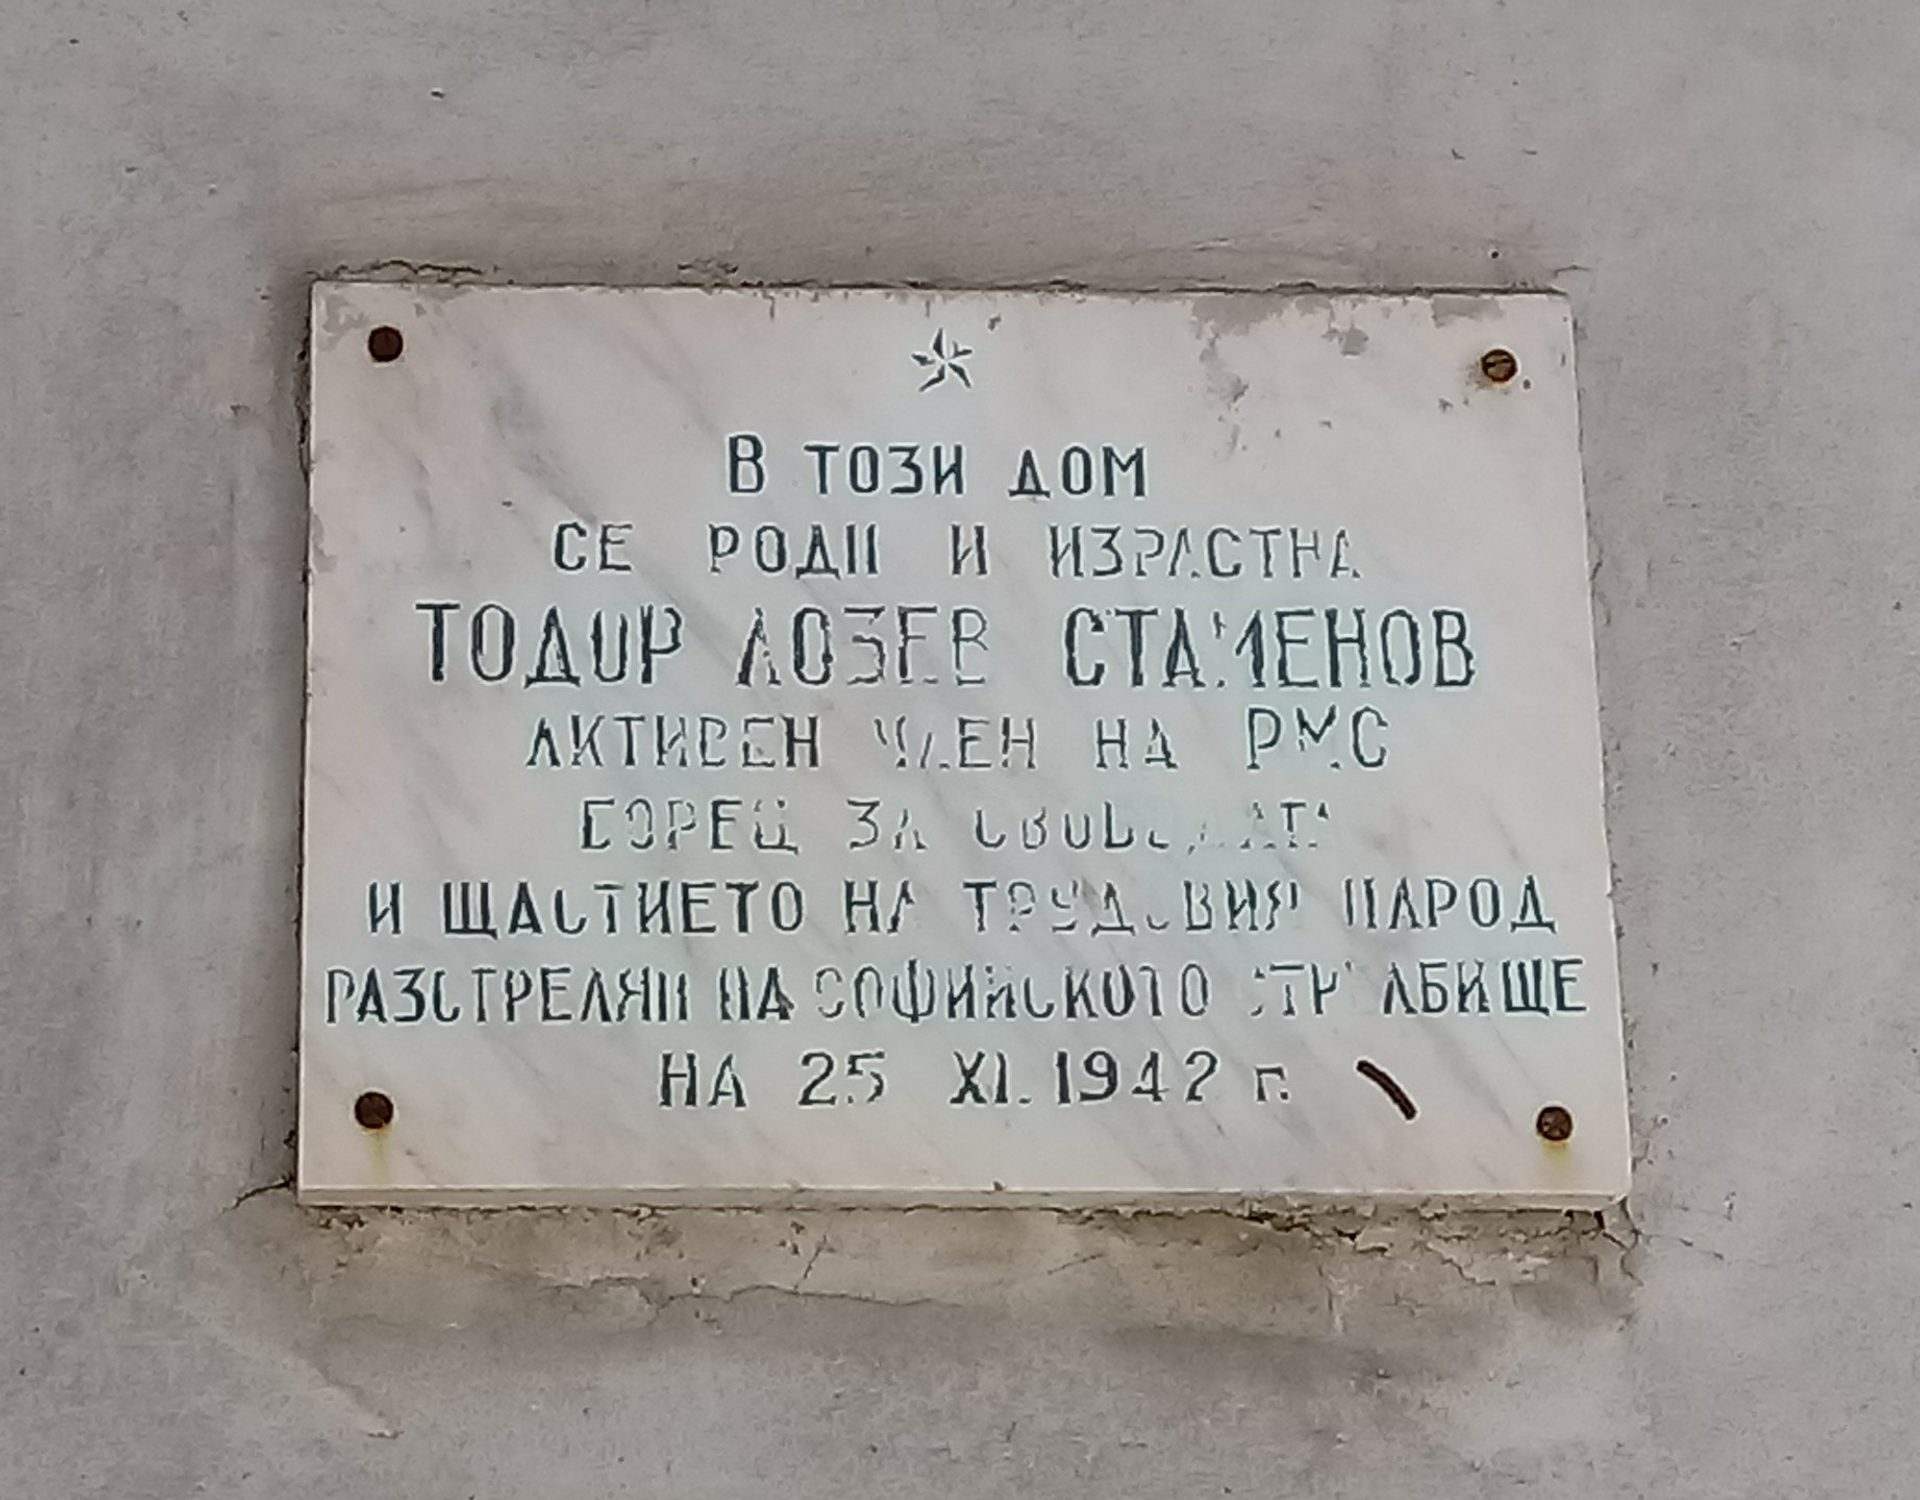 В ТОЗИ ДОМ
СЕ РОДИ И ИЗРАСТНА
ТОДОР ЛОЗЕВ СТАМЕНОВ
АКТИВЕН ЧЛЕН НА РМС
БОРЕЦ ЗА СВОБОДАТА
И ЩАСТИЕТО НА ТРУДОВИЯ НАРОД
РАЗСТРЕЛЯН НА СОФИЙСКОТО СТРЕЛБИЩЕ
НА 25 XI. 1942 г.